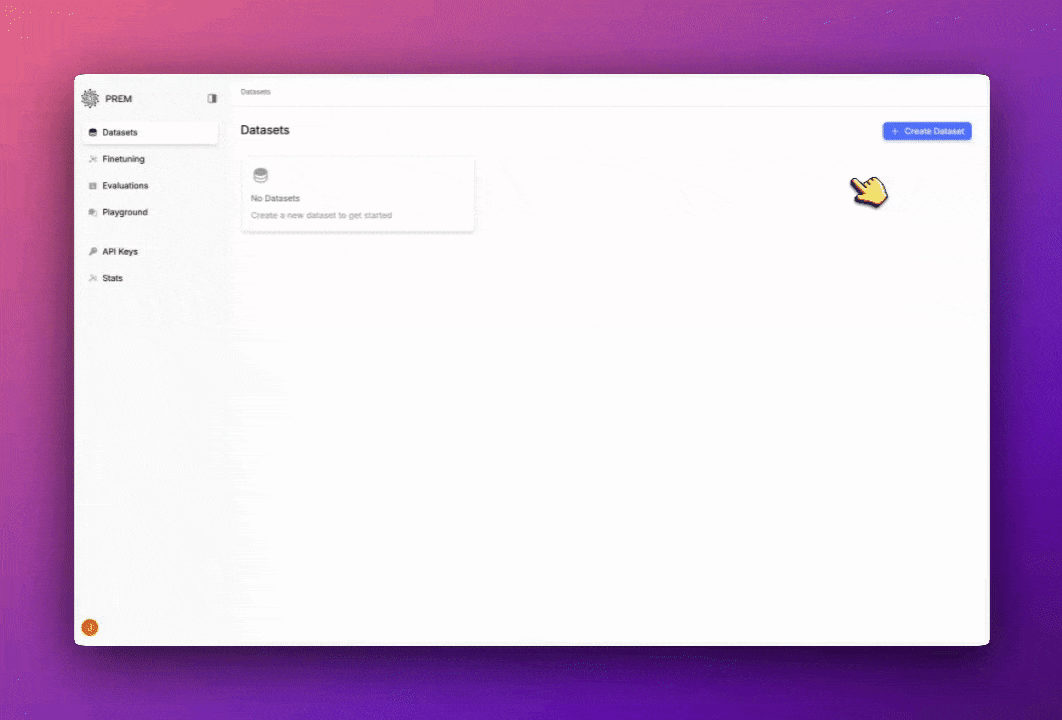 PREM
Datasets
Finetuning
Evaluations
Playground
API Keys
Stats
J
Datasets
Datasets
+ Create Dataset
No Datasets
Create a new dataset to get started